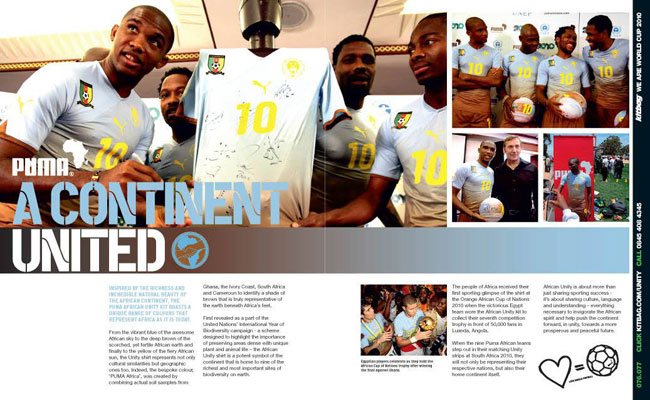 PUMA
A CONTINENT
UNITED
INSPIRED BY THE RICHNESS AND
INCREDIBLE NATURAL BEAUTY OF
THE AFRICAN CONTINENT, THE
PUMA AFRICAN UNITY KIT BOASTS A
UNIQUE RANGE OF COLOURS THAT
REPRESENT AFRICA AS IT IS TODAY.
From the vibrant blue of the awesome
African sky to the deep brown of the
scorched, yet fertile African earth and
finally to the yellow of the fiery African
sun, the Unity shirt represents not only
cultural similarities but geographic
ones too. Indeed, the bespoke colour,
'PUMA Africa', was created by
combining actual soil samples from
Ghana, the Ivory Coast, South Africa
and Cameroon to identify a shade of
brown that is truly representative of
the earth beneath Africa's feet.
First revealed as a part of the
United Nations' International Year of
Biodiversity campaign - a scheme
designed to highlight the importance
of preserving areas dense with unique
plant and animal life – the African
Unity shirt is a potent symbol of the
continent that is home to nine of the
richest and most important sites of
biodiversity on earth.
Egyptian players celebrate as they hold the
African Cup of Nations trophy after winning
the final against Ghana.
The people of Africa received their
first sporting glimpse of the shirt at
the Orange African Cup of Nations
2010 when the victorious Egypt
team wore the African Unity kit to
collect their seventh competition
trophy in front of 50,000 fans in
Luanda, Angola.
When the nine Puma African teams
step out in their matching Unity
strips at South Africa 2010, they
will not only be representing their
respective nations, but also their
home continent itself.
African Unity is about more than
just sharing sporting success -
it's about sharing culture, language
and understanding – everything
necessary to invigorate the African
spirit and help push the continent
forward, in unity, towards a more
prosperous and peaceful future.
10
10
10
10
10
10
PUMA
kitbag WE ARE WORLD CUP 2010
CLICK KITBAG.COM/UNITY CALL 0845 408 4345
076.077